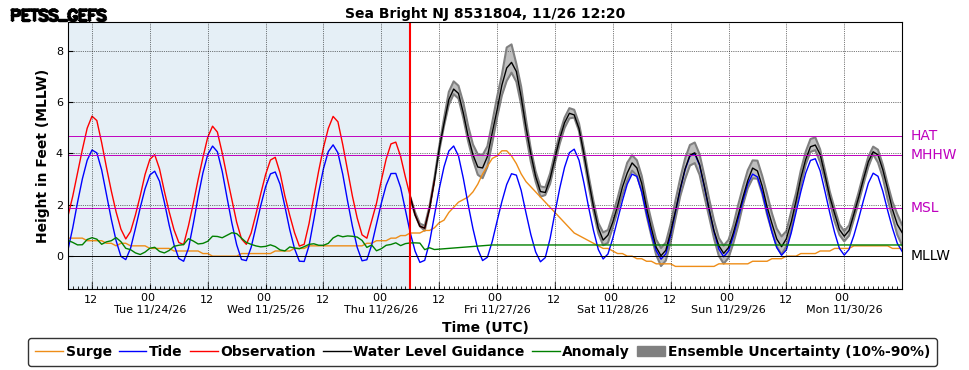 PETSS_GEFS
Sea Bright NJ 8531804, 11/26 12:20
Height in Feet (MLLW)
8
6
4
2
0
HAT
MHHW
MSL
MLLW
12 00 12 00 12 00 12 00 12 00 12 00 12 00
Tue 11/24/26 Wed 11/25/26 Thu 11/26/26 Fri 11/27/26 Sat 11/28/26 Sun 11/29/26 Mon 11/30/26
Time (UTC)
Surge Tide Observation Water Level Guidance Anomaly Ensemble Uncertainty (10%-90%)